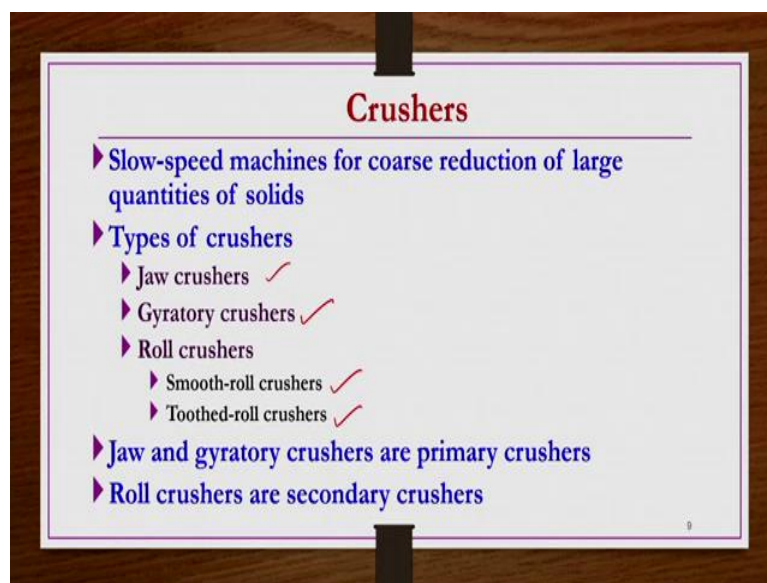 Crushers
Slow-speed machines for coarse reduction of large
quantities of solids
Types of crushers
Jaw crushers
Gyratory crushers
Roll crushers
Smooth-roll crushers
Toothed-roll crushers
Jaw and gyratory crushers are primary crushers
Roll crushers are secondary crushers
9